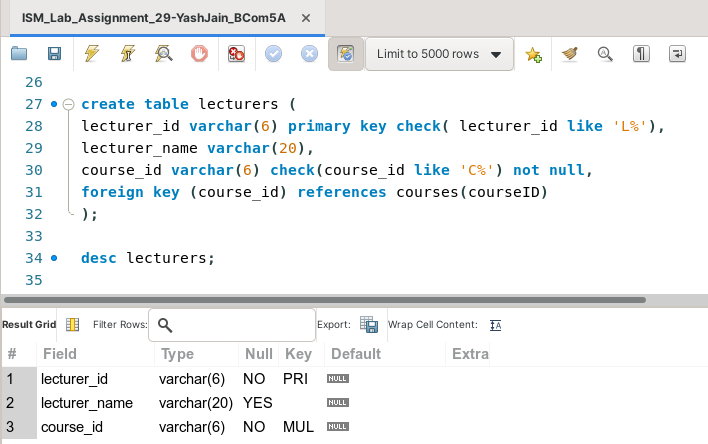 ISM_Lab_Assignment_29-YashJain_BCom5A ×
Limit to 5000 rows
26
27 create table lecturers (
28 lecturer_id varchar(6) primary key check( lecturer_id like 'L%'),
29 lecturer_name varchar(20),
30 course_id varchar(6) check(course_id like 'C%') not null,
31 foreign key (course_id) references courses(courseID)
32 );
33
34 desc lecturers;
35
Result Grid Filter Rows: Export: Wrap Cell Content: IA
# Field Type Null Key Default Extra
1 lecturer_id varchar(6) NO PRI NULL
2 lecturer_name varchar(20) YES NULL
3 course_id varchar(6) NO MUL NULL